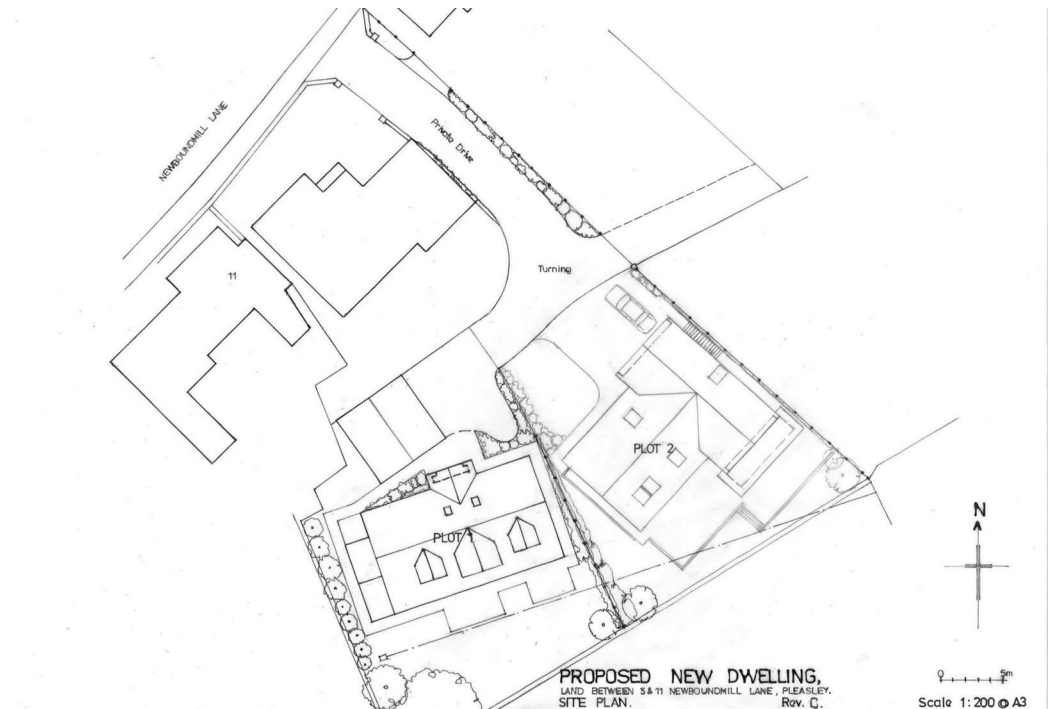 NEWBOUNDMILL LANE
Private Drive
11
Turning
PLOT 2
PLOT 1
N
PROPOSED NEW DWELLING,
LAND BETWEEN 5 & 11 NEWBOUNDMILL LANE, PLEASLEY.
SITE PLAN. Rev. C.
0 5m
Scale 1:200 @ A3